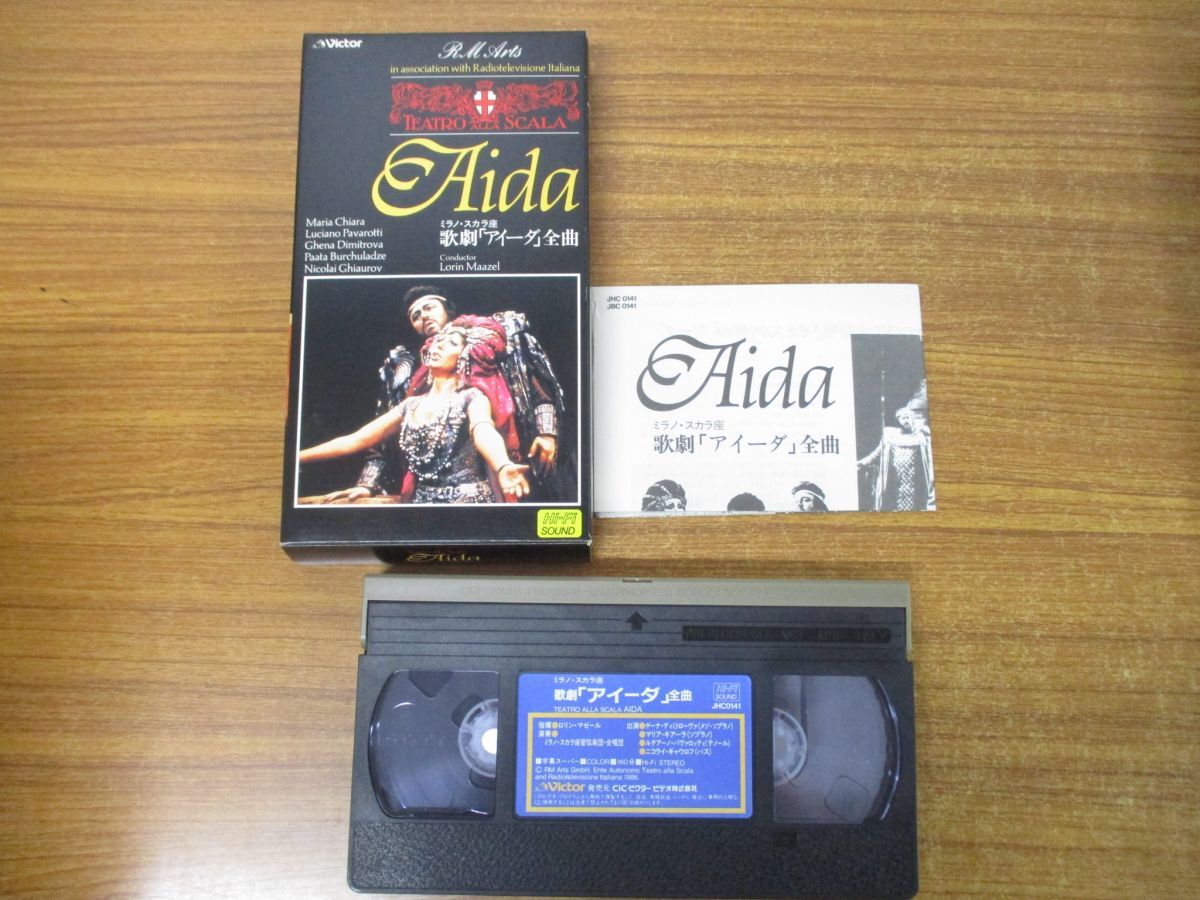 Victor
RM Arts
in association with Radiotelevisione Italiana
TEATRO ALLA SCALA
Aida
ミラノ・スカラ座
歌劇「アイーダ」全曲
Maria Chiara
Luciano Pavarotti
Ghena Dimitrova
Paata Burchuladze
Nicolai Ghiaurov
Conductor
Lorin Maazel
Hi-Fi
SOUND
Aida
JHC 0141
JBC 0141
Aida
ミラノ・スカラ座
歌劇「アイーダ」全曲
ミラノ・スカラ座
歌劇「アイーダ」全曲
TEATRO ALLA SCALA AIDA
Hi-Fi
SOUND
JHC0141
指揮 ロリン・マゼール
演奏
ミラノ・スカラ座管弦楽団・合唱団
出演 ゲーナ・ディミトローヴァ(メゾ・ソプラノ)
マリア・キアーラ(ソプラノ)
ルチアーノ・パヴァロッティ(テノール)
ニコライ・ギャウロフ(バス)
■字幕スーパー■COLOR■160分■Hi-Fi STEREO
© RM Arts GmbH. Ente Autonomo Teatro alla Scala
and Radiotelevisione Italiana 1986.
Victor 発売元 CIC・ビクター ビデオ株式会社